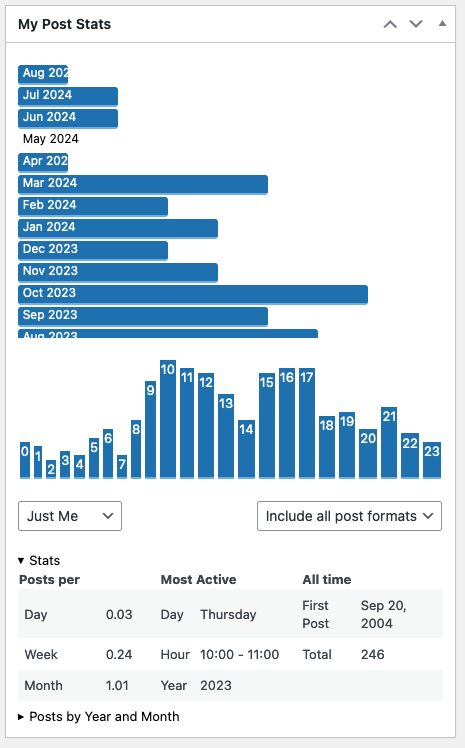 My Post Stats
Aug 202
Jul 2024
Jun 2024
May 2024
Apr 202
Mar 2024
Feb 2024
Jan 2024
Dec 2023
Nov 2023
Oct 2023
Sep 2023
Aug 2023
0 1 2 3 4 5 6 7 8 9 10 11 12 13 14 15 16 17 18 19 20 21 22 23
Just Me Include all post formats
Stats
Posts per Most Active All time
Day 0.03 Day Thursday First Post Sep 20, 2004
Week 0.24 Hour 10:00 - 11:00 Total 246
Month 1.01 Year 2023
Posts by Year and Month